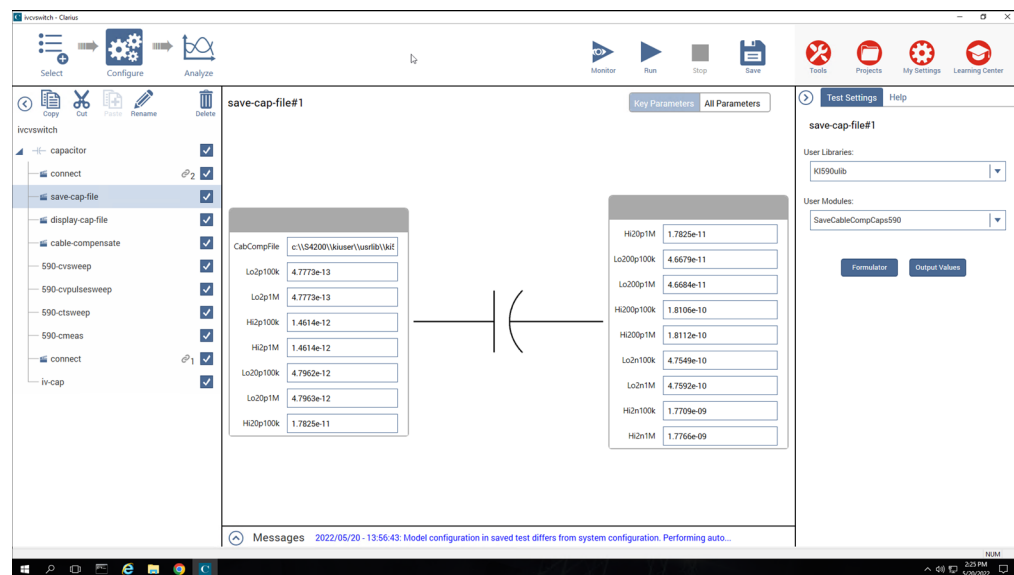 ivcvswitch - Clarius
Select
Configure
Analyze
Monitor
Run
Stop
Save
Tools
Projects
My Settings
Learning Center
Copy
Cut
Paste
Rename
Delete
ivcvswitch
capacitor
connect 2
save-cap-file
display-cap-file
cable-compensate
590-cvsweep
590-cvpulsesweep
590-ctsweep
590-cmeas
connect 1
iv-cap
save-cap-file#1
Key Parameters All Parameters
CabCompFile c:\\S4200\\kiuser\\usrlib\\ki5
Lo2p100k 4.7773e-13
Lo2p1M 4.7773e-13
Hi2p100k 1.4614e-12
Hi2p1M 1.4614e-12
Lo20p100k 4.7962e-12
Lo20p1M 4.7963e-12
Hi20p100k 1.7825e-11
Hi20p1M 1.7825e-11
Lo200p100k 4.6679e-11
Lo200p1M 4.6684e-11
Hi200p100k 1.8106e-10
Hi200p1M 1.8112e-10
Lo2n100k 4.7549e-10
Lo2n1M 4.7592e-10
Hi2n100k 1.7709e-09
Hi2n1M 1.7766e-09
Messages 2022/05/20 - 13:56:43: Model configuration in saved test differs from system configuration. Performing auto...
Test Settings Help
save-cap-file#1
User Libraries:
KI590ulib
User Modules:
SaveCableCompCaps590
Formulator Output Values
NUM
2:25 PM
5/20/2022